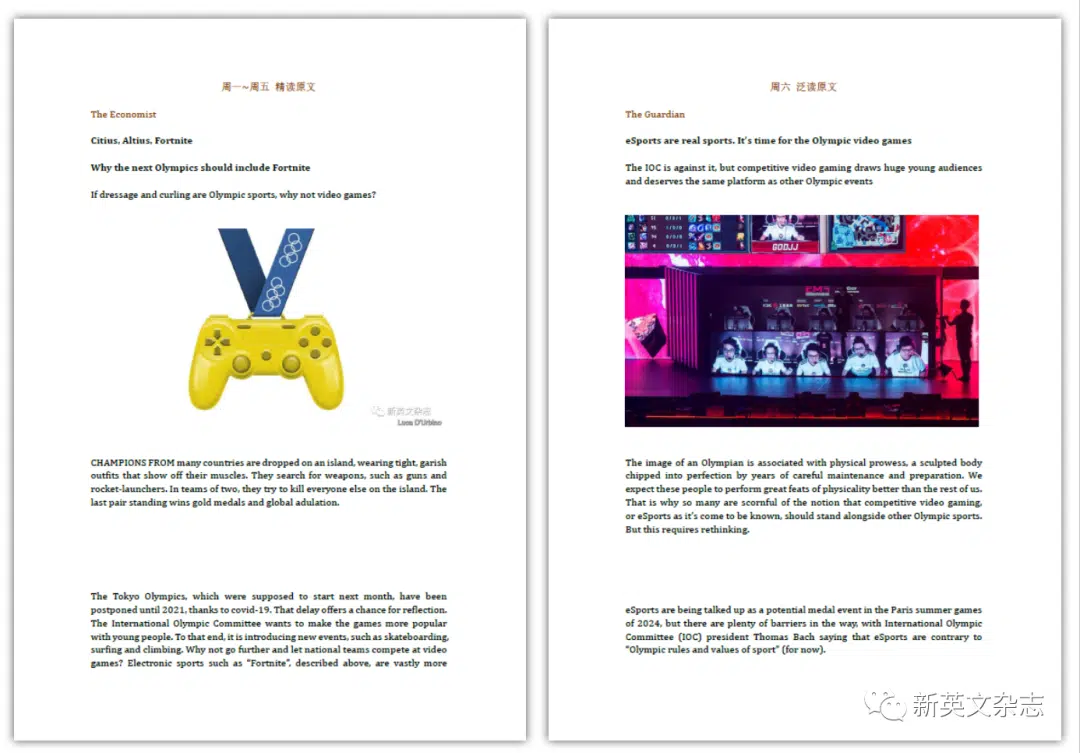 周一~周五 精读原文
The Economist
Citius, Altius, Fortnite
Why the next Olympics should include Fortnite
If dressage and curling are Olympic sports, why not video games?
新英文杂志
Luca D'Urbino
CHAMPIONS FROM many countries are dropped on an island, wearing tight, garish
outfits that show off their muscles. They search for weapons, such as guns and
rocket-launchers. In teams of two, they try to kill everyone else on the island. The
last pair standing wins gold medals and global adulation.
The Tokyo Olympics, which were supposed to start next month, have been
postponed until 2021, thanks to covid-19. That delay offers a chance for reflection.
The International Olympic Committee wants to make the games more popular
with young people. To that end, it is introducing new events, such as skateboarding,
surfing and climbing. Why not go further and let national teams compete at video
games? Electronic sports such as “Fortnite”, described above, are vastly more
周六 泛读原文
The Guardian
eSports are real sports. It's time for the Olympic video games
The IOC is against it, but competitive video gaming draws huge young audiences
and deserves the same platform as other Olympic events
GODJJ
The image of an Olympian is associated with physical prowess, a sculpted body
chipped into perfection by years of careful maintenance and preparation. We
expect these people to perform great feats of physicality better than the rest of us.
That is why so many are scornful of the notion that competitive video gaming,
or eSports as it's come to be known, should stand alongside other Olympic sports.
But this requires rethinking.
eSports are being talked up as a potential medal event in the Paris summer games
of 2024, but there are plenty of barriers in the way, with International Olympic
Committee (IOC) president Thomas Bach saying that eSports are contrary to
“Olympic rules and values of sport” (for now).
新英文杂志